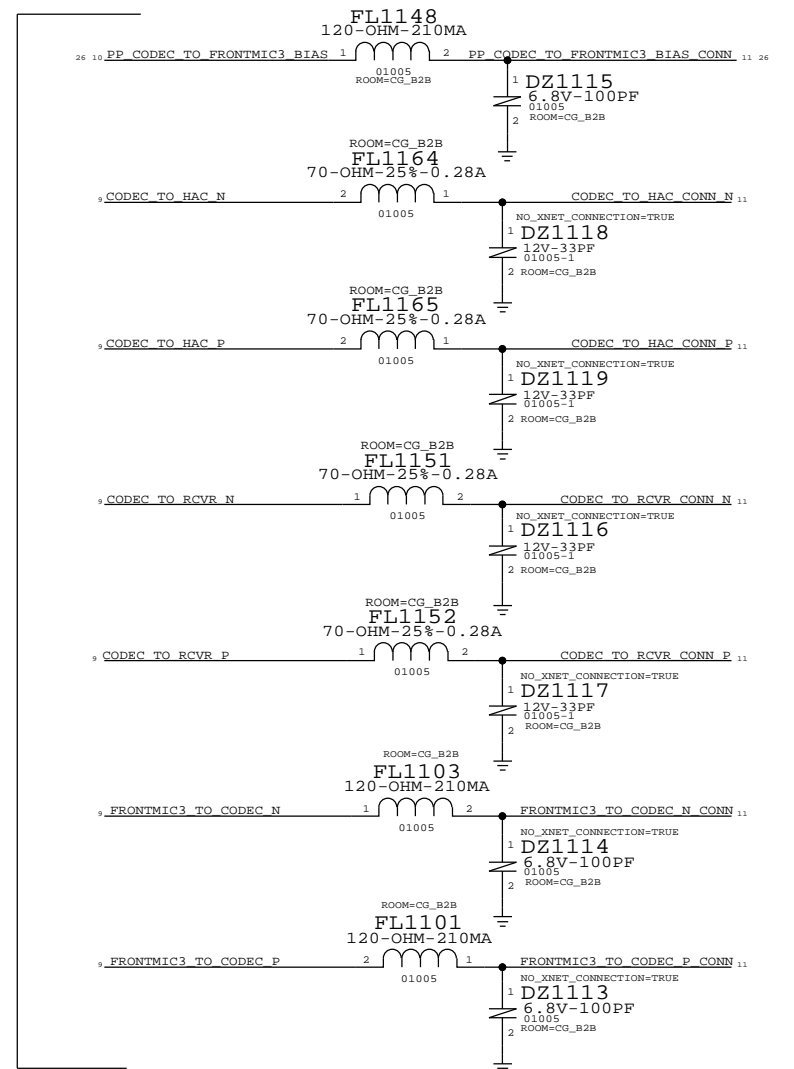 FL1148
120-OHM-210MA
26 10 PP_CODEC_TO_FRONTMIC3_BIAS 1 2 PP_CODEC_TO_FRONTMIC3_BIAS_CONN 11 26
01005
ROOM=CG_B2B
1 DZ1115
6.8V-100PF
01005
2 ROOM=CG_B2B
ROOM=CG_B2B
FL1164
70-OHM-25%-0.28A
9 CODEC_TO_HAC_N 2 1 CODEC_TO_HAC_CONN_N 11
01005
NO_XNET_CONNECTION=TRUE
1 DZ1118
12V-33PF
01005-1
2 ROOM=CG_B2B
ROOM=CG_B2B
FL1165
70-OHM-25%-0.28A
9 CODEC_TO_HAC_P 2 1 CODEC_TO_HAC_CONN_P 11
01005
NO_XNET_CONNECTION=TRUE
1 DZ1119
12V-33PF
01005-1
2 ROOM=CG_B2B
ROOM=CG_B2B
FL1151
70-OHM-25%-0.28A
9 CODEC_TO_RCVR_N 1 2 CODEC_TO_RCVR_CONN_N 11
01005
NO_XNET_CONNECTION=TRUE
1 DZ1116
12V-33PF
01005-1
2 ROOM=CG_B2B
ROOM=CG_B2B
FL1152
70-OHM-25%-0.28A
9 CODEC_TO_RCVR_P 1 2 CODEC_TO_RCVR_CONN_P 11
01005
NO_XNET_CONNECTION=TRUE
1 DZ1117
12V-33PF
01005-1
2 ROOM=CG_B2B
ROOM=CG_B2B
FL1103
120-OHM-210MA
9 FRONTMIC3_TO_CODEC_N 1 2 FRONTMIC3_TO_CODEC_N_CONN 11
01005
NO_XNET_CONNECTION=TRUE
1 DZ1114
6.8V-100PF
01005
2 ROOM=CG_B2B
ROOM=CG_B2B
FL1101
120-OHM-210MA
9 FRONTMIC3_TO_CODEC_P 2 1 FRONTMIC3_TO_CODEC_P_CONN 11
01005
NO_XNET_CONNECTION=TRUE
1 DZ1113
6.8V-100PF
01005
2 ROOM=CG_B2B